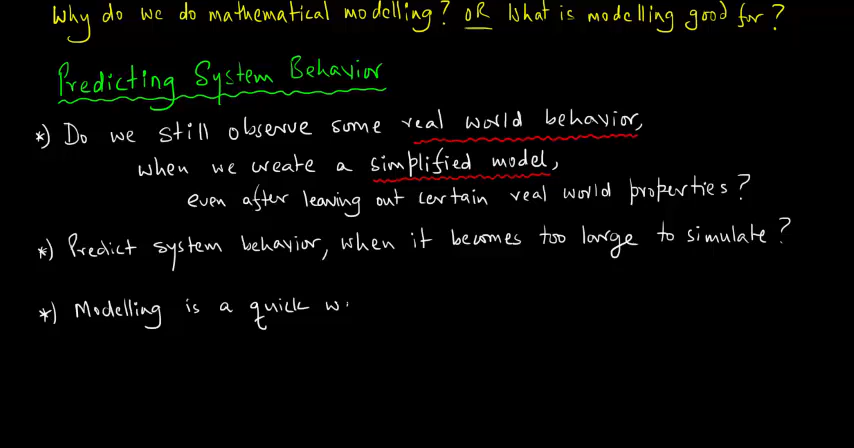 Why do we do mathematical modelling? OR What is modelling good for?
Predicting System Behavior
*) Do we still observe some real world behavior,
when we create a simplified model,
even after leaving out certain real world properties?
*) Predict system behavior, when it becomes too large to simulate?
*) Modelling is a quick w